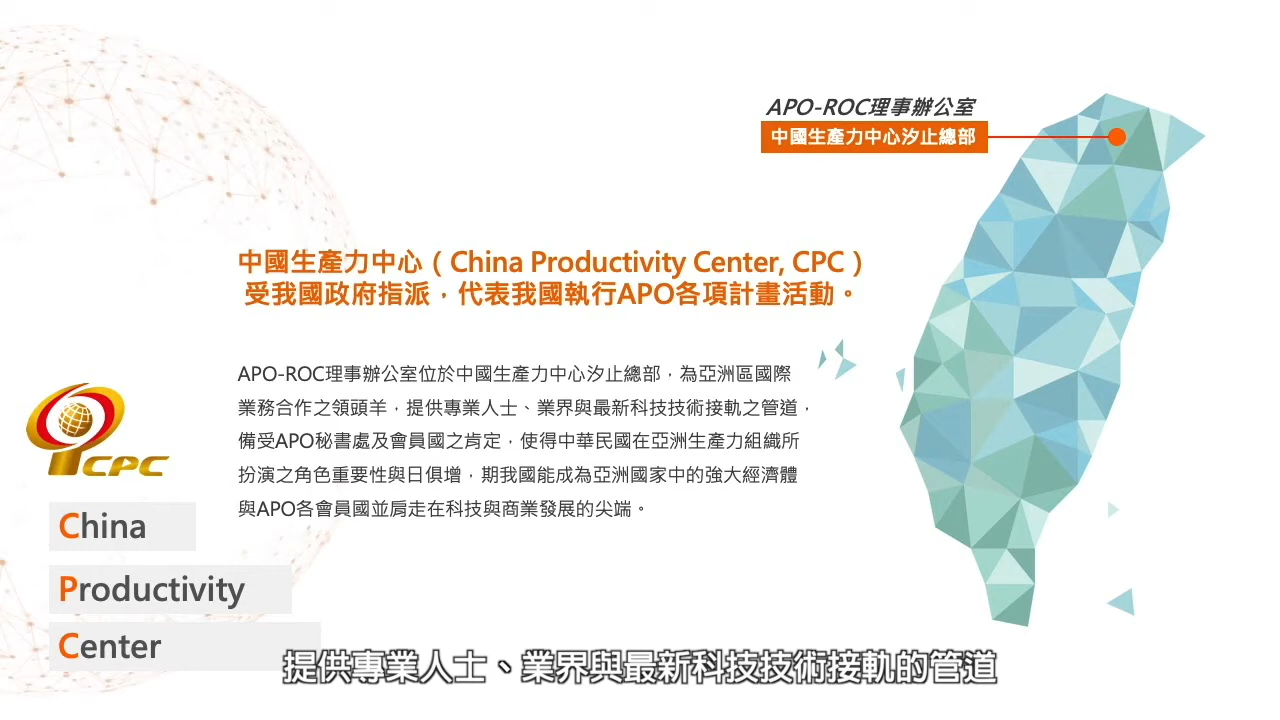 APO-ROC理事辦公室
中國生產力中心汐止總部
中國生產力中心（China Productivity Center, CPC）
受我國政府指派，代表我國執行APO各項計畫活動。
APO-ROC理事辦公室位於中國生產力中心汐止總部，為亞洲區國際
業務合作之領頭羊，提供專業人士、業界與最新科技技術接軌之管道，
備受APO秘書處及會員國之肯定，使得中華民國在亞洲生產力組織所
扮演之角色重要性與日俱增，期我國能成為亞洲國家中的強大經濟體
與APO各會員國並肩走在科技與商業發展的尖端。
CPC
China
Productivity
Center
提供專業人士、業界與最新科技技術接軌的管道